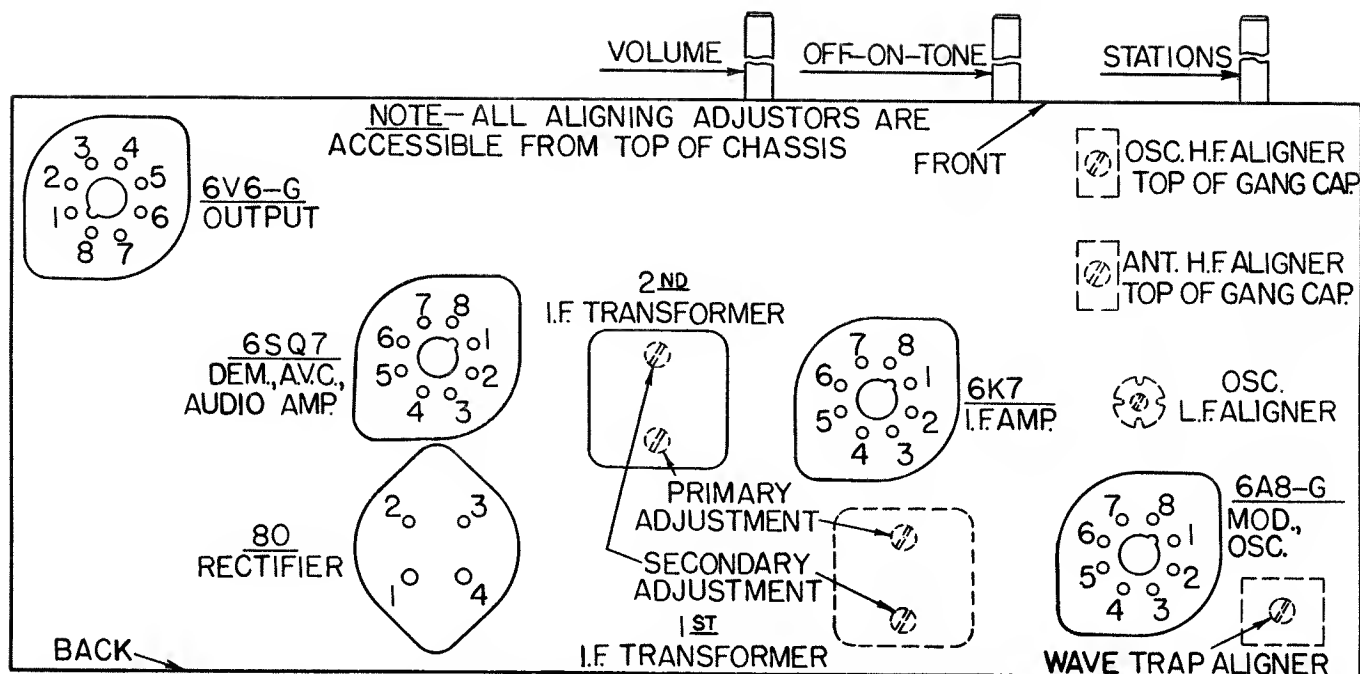 VOLUME
OFF-ON-TONE
STATIONS
NOTE-ALL ALIGNING ADJUSTORS ARE
ACCESSIBLE FROM TOP OF CHASSIS
FRONT
OSC. H.F. ALIGNER
TOP OF GANG CAP.
3 4
2 5
1 6
8 7
6V6-G
OUTPUT
ANT. H.F. ALIGNER
TOP OF GANG CAP.
2ND
I.F. TRANSFORMER
7 8
6 1
5 2
4 3
6SQ7
DEM., A.V.C.,
AUDIO AMP.
7 8
6 1
5 2
4 3
6K7
I.F. AMP.
OSC.
L.F. ALIGNER
PRIMARY
ADJUSTMENT
2 3
1 4
80
RECTIFIER
SECONDARY
ADJUSTMENT
7 8
6 1
5 2
4 3
6A8-G
MOD.,
OSC.
1ST
I.F. TRANSFORMER
BACK
WAVE TRAP ALIGNER